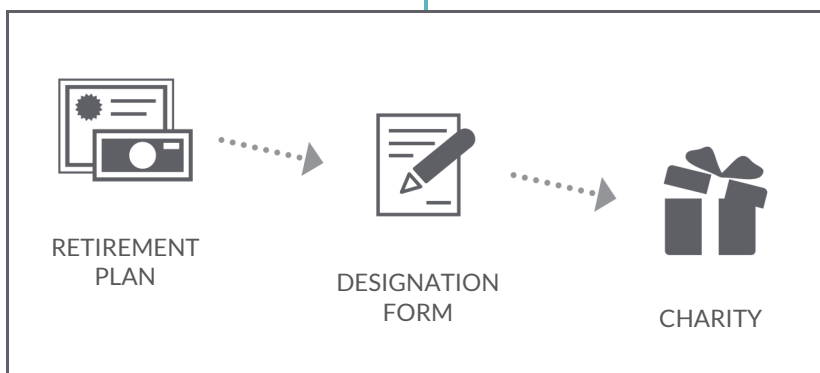 RETIREMENT
PLAN
DESIGNATION
FORM
CHARITY